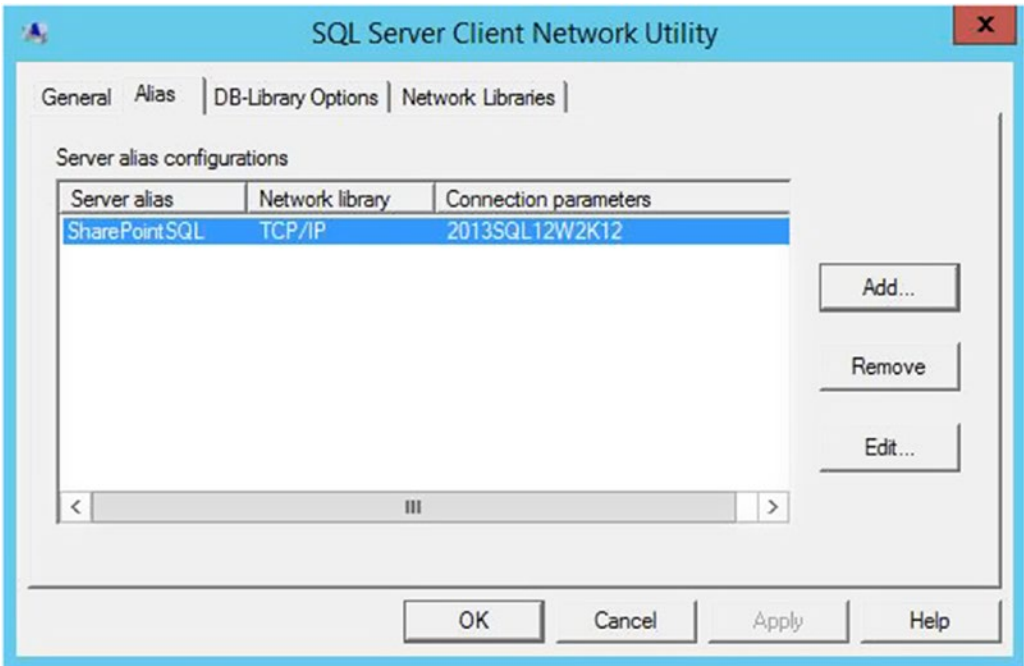 SQL Server Client Network Utility
x
General Alias DB-Library Options Network Libraries
Server alias configurations
Server alias Network library Connection parameters
SharePointSQL TCP/IP 2013SQL12W2K12
Add...
Remove
Edit...
OK Cancel Apply Help